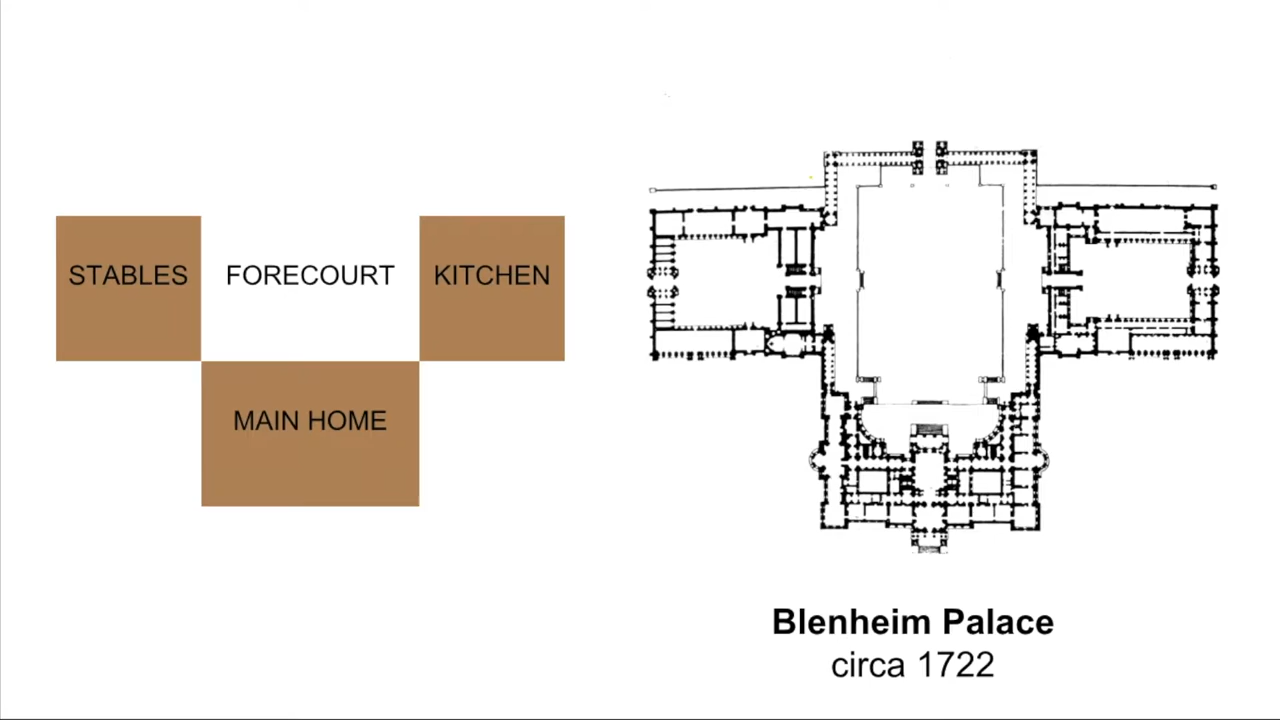 STABLES
FORECOURT
KITCHEN
MAIN HOME
Blenheim Palace
circa 1722